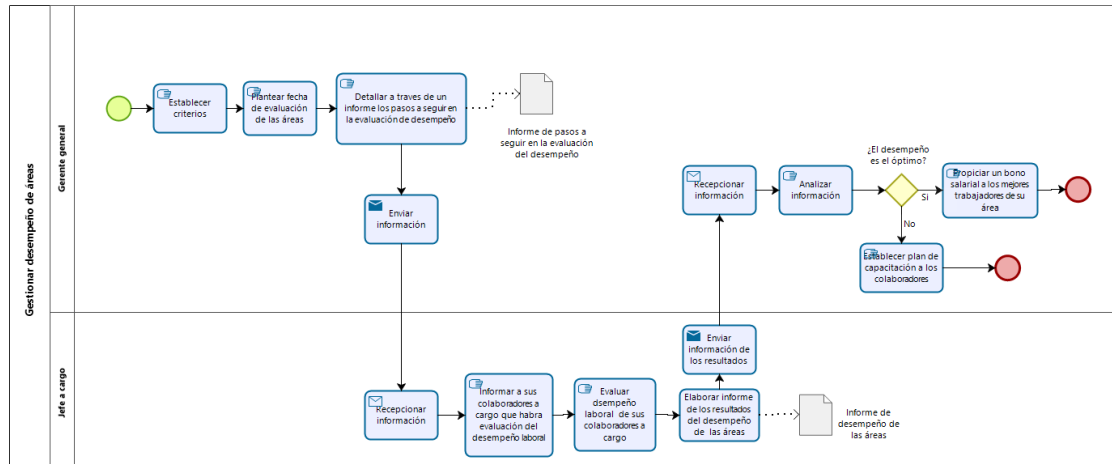 Gestionar desempeño de áreas
Gerente general
Establecer
criterios
Plantear fecha
de evaluación
de las áreas
Detallar a traves de un
informe los pasos a seguir en
la evaluación de desempeño
Informe de pasos a
seguir en la evaluación
del desempeño
Enviar
información
Recepcionar
información
Analizar
información
¿El desempeño
es el óptimo?
Si
No
Propiciar un bono
salarial a los mejores
trabajadores de su
área
Establecer plan de
capacitación a los
colaboradores
Jefe a cargo
Recepcionar
información
Informar a sus
colaboradores a
cargo que habra
evaluación del
desempeño laboral
Evaluar
dsempeño
laboral de sus
colaboradores a
cargo
Elaborar informe
de los resultados
del desempeño
de las áreas
Enviar
información de
los resultados
Informe de
desempeño de
las áreas